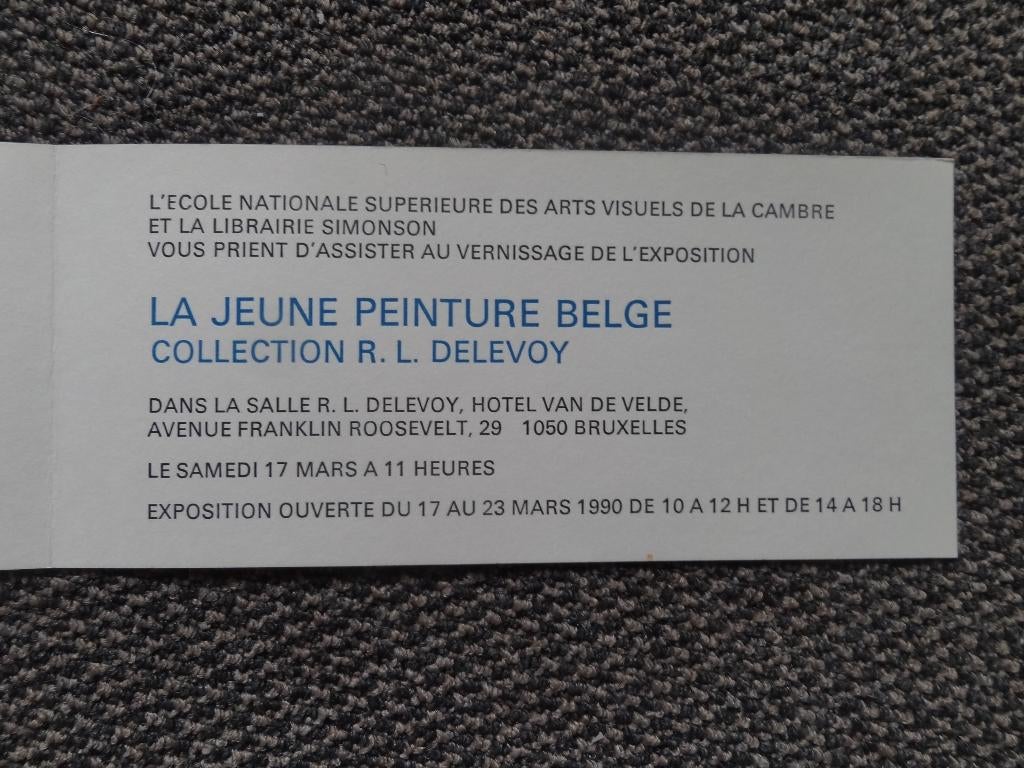 L'ECOLE NATIONALE SUPERIEURE DES ARTS VISUELS DE LA CAMBRE
ET LA LIBRAIRIE SIMONSON
VOUS PRIENT D'ASSISTER AU VERNISSAGE DE L'EXPOSITION
LA JEUNE PEINTURE BELGE
COLLECTION R. L. DELEVOY
DANS LA SALLE R. L. DELEVOY, HOTEL VAN DE VELDE,
AVENUE FRANKLIN ROOSEVELT, 29 1050 BRUXELLES
LE SAMEDI 17 MARS A 11 HEURES
EXPOSITION OUVERTE DU 17 AU 23 MARS 1990 DE 10 A 12 H ET DE 14 A 18 H